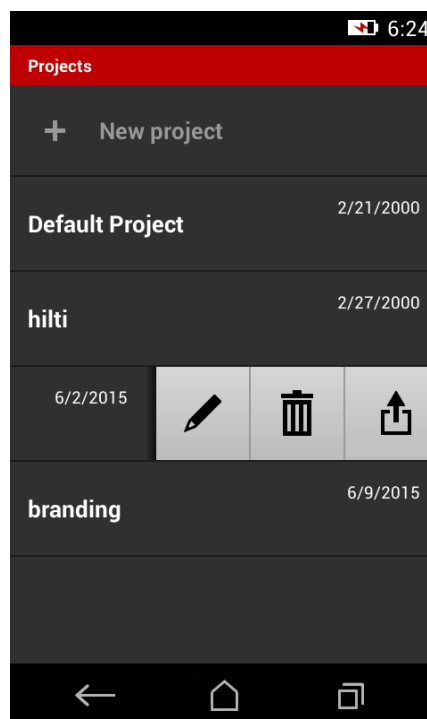 6:24
Projects
+ New project
2/21/2000
Default Project
2/27/2000
hilti
6/2/2015
6/9/2015
branding